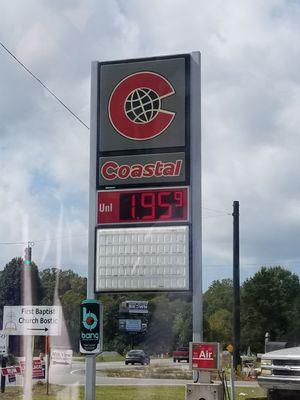 C
Coastal
Unl 1.95 9
First Baptist
Church Bostic
bang
Air